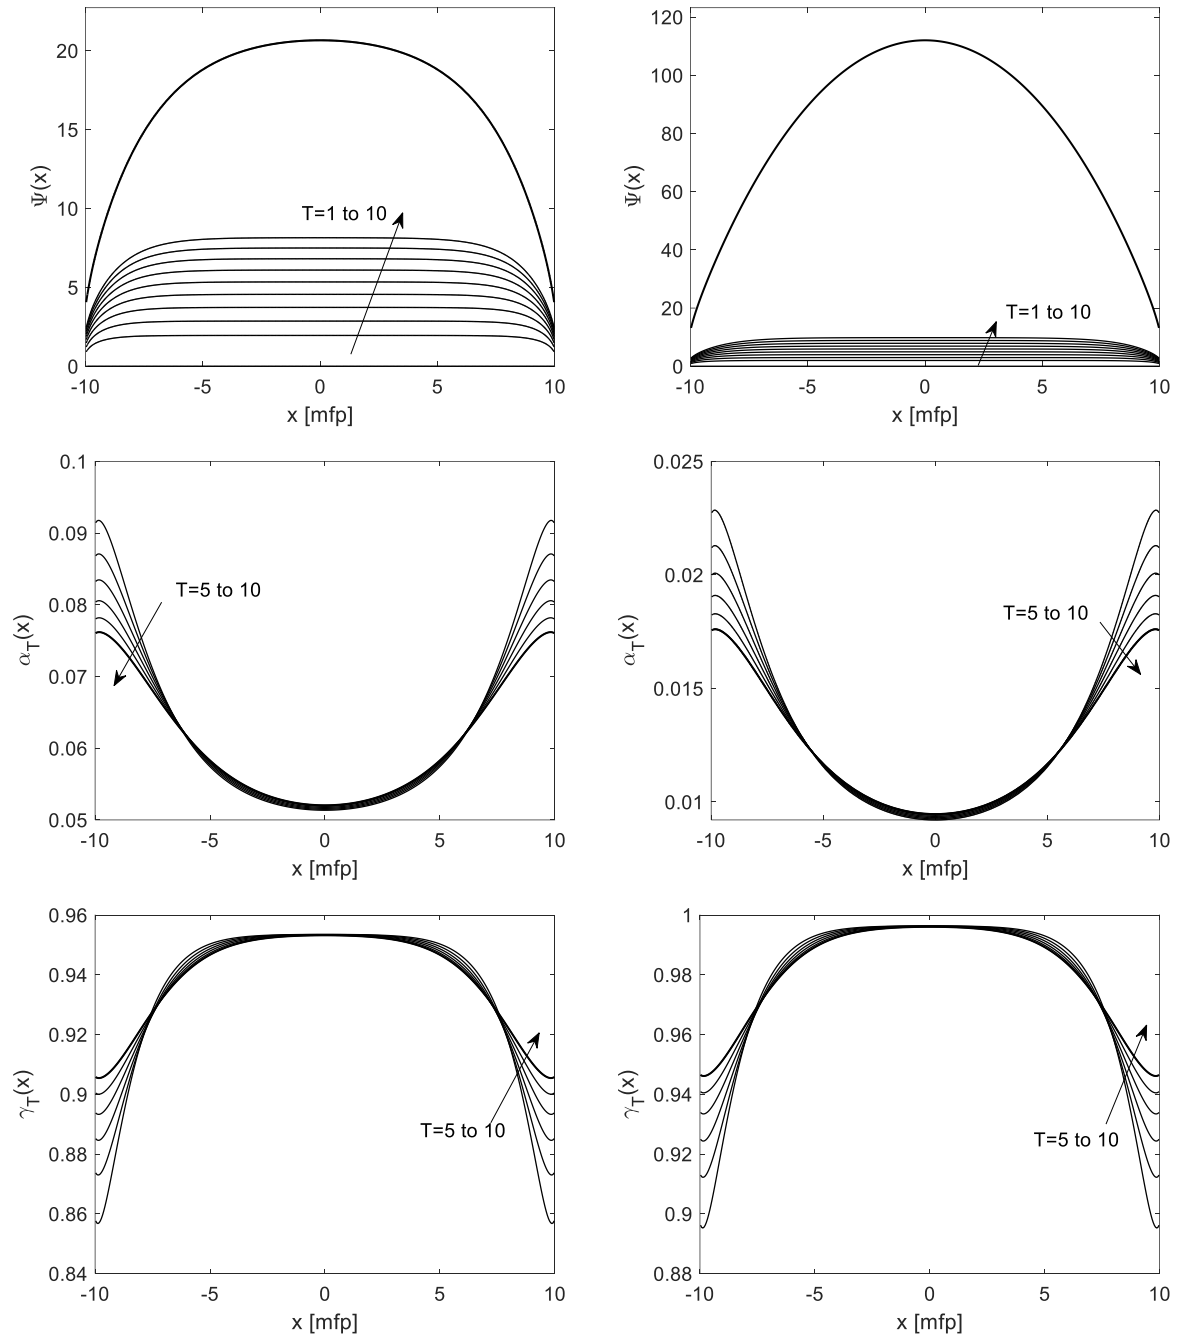 20
15
10
5
0
-10 -5 0 5 10
x [mfp]
Ψ(x)
T=1 to 10
120
100
80
60
40
20
0
-10 -5 0 5 10
x [mfp]
Ψ(x)
T=1 to 10
0.1
0.09
0.08
0.07
0.06
0.05
-10 -5 0 5 10
x [mfp]
α_T(x)
T=5 to 10
0.025
0.02
0.015
0.01
-10 -5 0 5 10
x [mfp]
α_T(x)
T=5 to 10
0.96
0.94
0.92
0.9
0.88
0.86
0.84
-10 -5 0 5 10
x [mfp]
γ_T(x)
T=5 to 10
1
0.98
0.96
0.94
0.92
0.9
0.88
-10 -5 0 5 10
x [mfp]
γ_T(x)
T=5 to 10